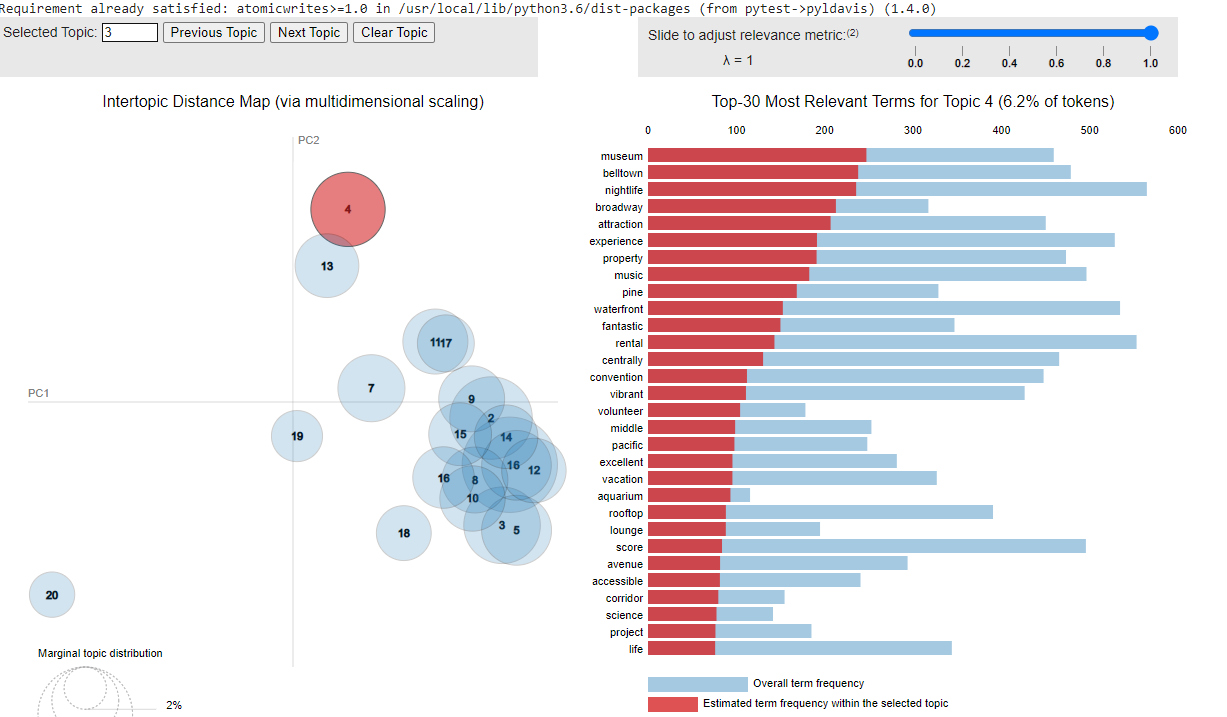 Requirement already satisfied: atomicwrites>=1.0 in /usr/local/lib/python3.6/dist-packages (from pytest->pyldavis) (1.4.0)
Selected Topic: 3 Previous Topic Next Topic Clear Topic
Slide to adjust relevance metric:(2)
λ = 1
0.0 0.2 0.4 0.6 0.8 1.0
Intertopic Distance Map (via multidimensional scaling)
PC2
PC1
4
13
11 17
7
9
2
15
14
19
16
12
16
8
10
3
5
18
20
Marginal topic distribution
2%
Top-30 Most Relevant Terms for Topic 4 (6.2% of tokens)
0 100 200 300 400 500 600
museum
belltown
nightlife
broadway
attraction
experience
property
music
pine
waterfront
fantastic
rental
centrally
convention
vibrant
volunteer
middle
pacific
excellent
vacation
aquarium
rooftop
lounge
score
avenue
accessible
corridor
science
project
life
Overall term frequency
Estimated term frequency within the selected topic